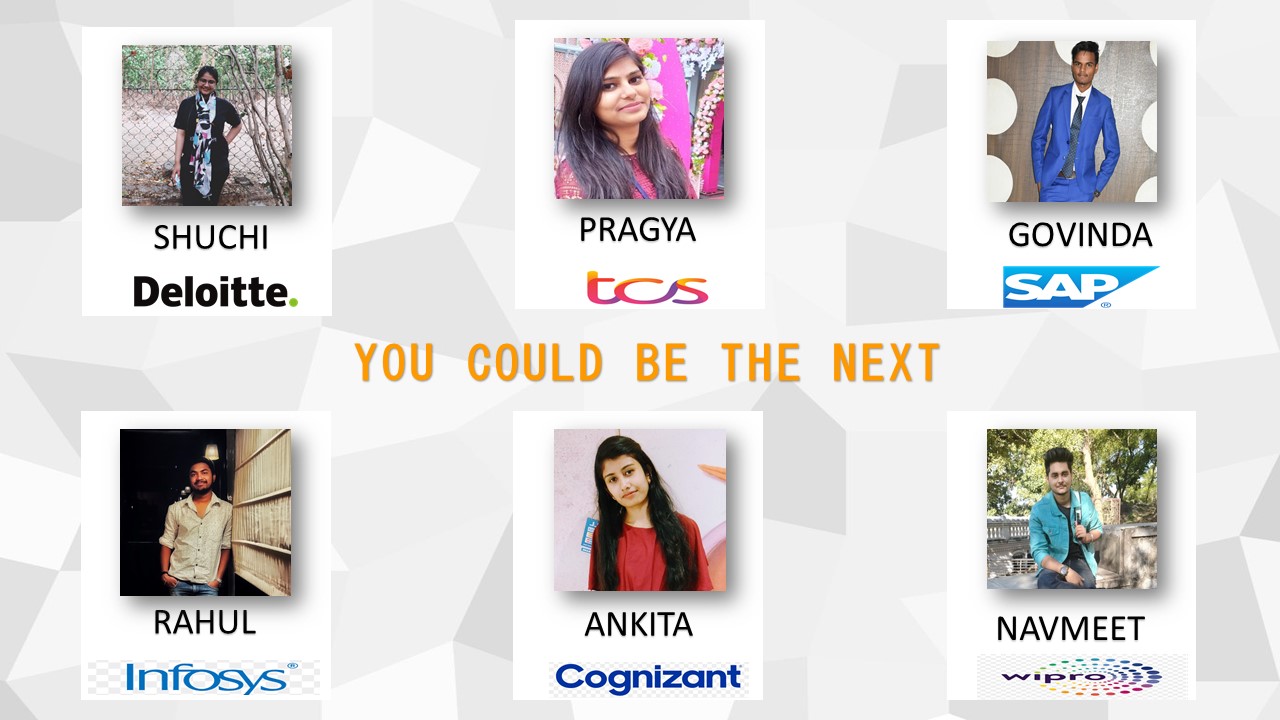 SHUCHI
Deloitte.
PRAGYA
tcs
GOVINDA
SAP®
YOU COULD BE THE NEXT
RAHUL
Infosys®
ANKITA
Cognizant
NAVMEET
wipro